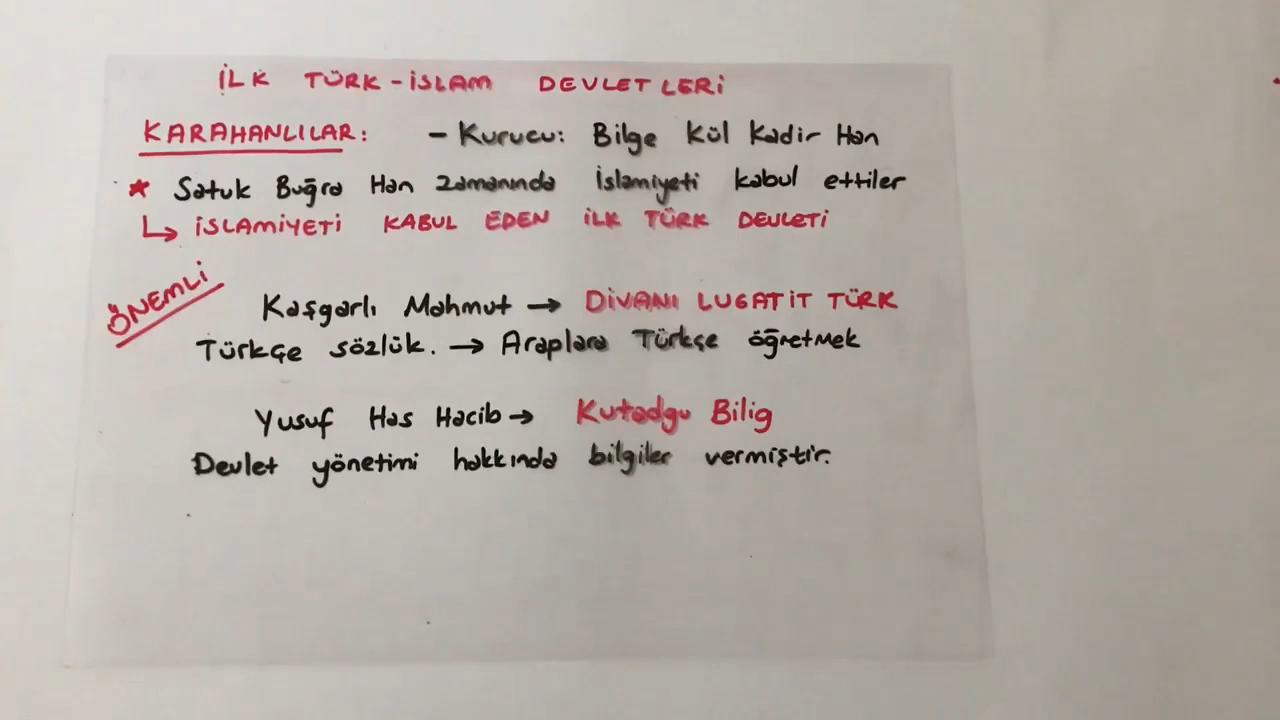 İLK TÜRK-İSLAM DEVLETLERİ
KARAHANLILAR: - Kurucu: Bilge Kül Kadir Han
* Satuk Buğra Han zamanında İslamiyeti kabul ettiler
↳ İSLAMİYETİ KABUL EDEN İLK TÜRK DEVLETİ
ÖNEMLİ
Kaşgarlı Mahmut → DİVANI LUGATİT TÜRK
Türkçe sözlük. → Araplara Türkçe öğretmek
Yusuf Has Hacib → Kutadgu Bilig
Devlet yönetimi hakkında bilgiler vermiştir.